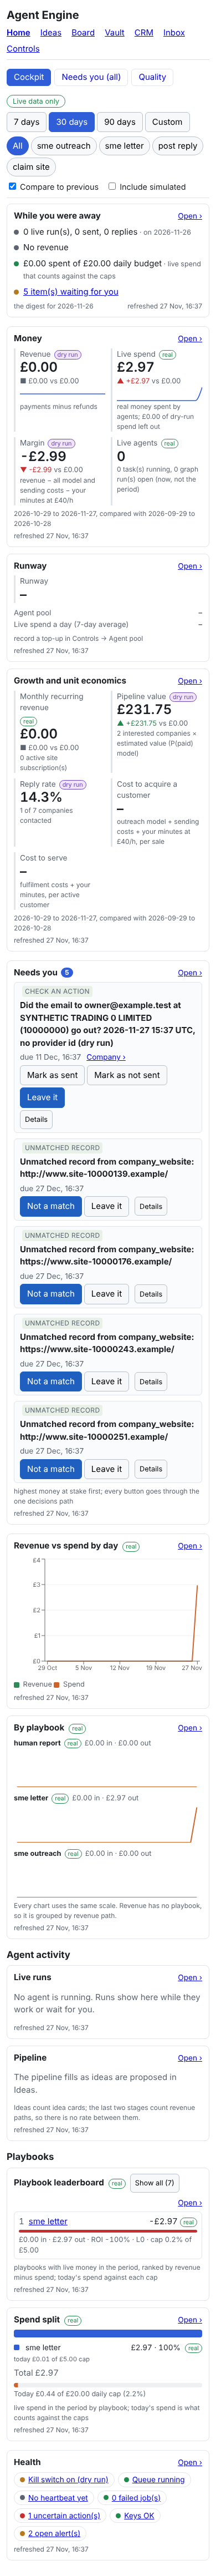 Agent Engine
Home Ideas Board Vault CRM Inbox
Controls
Cockpit Needs you (all) Quality
Live data only
7 days 30 days 90 days Custom
All sme outreach sme letter post reply
claim site
Compare to previous Include simulated
While you were away Open ›
0 live run(s), 0 sent, 0 replies · on 2026-11-26
No revenue
£0.00 spent of £20.00 daily budget · live spend
that counts against the caps
5 item(s) waiting for you
the digest for 2026-11-26 refreshed 27 Nov, 16:37
Money Open ›
Revenue dry run
£0.00
£0.00 vs £0.00
payments minus refunds
Live spend real
£2.97
▲ +£2.97 vs £0.00
real money spent by
agents; £0.00 of dry-run
spend left out
Margin dry run
-£2.99
▼ -£2.99 vs £0.00
revenue − all model and
sending costs − your
minutes at £40/h
Live agents real
0
0 task(s) running, 0 graph
run(s) open (now, not the
period)
2026-10-29 to 2026-11-27, compared with 2026-09-29 to
2026-10-28
refreshed 27 Nov, 16:37
Runway Open ›
Runway
–
Agent pool –
Live spend a day (7-day average) –
record a top-up in Controls → Agent pool
refreshed 27 Nov, 16:37
Growth and unit economics Open ›
Monthly recurring
revenue
real
£0.00
£0.00 vs £0.00
0 active site
subscription(s)
Pipeline value dry run
£231.75
▲ +£231.75 vs £0.00
2 interested companies ×
estimated value (P(paid)
model)
Reply rate dry run
14.3%
1 of 7 companies
contacted
Cost to acquire a
customer
–
outreach model + sending
costs + your minutes at
£40/h, per sale
Cost to serve
–
fulfilment costs + your
minutes, per active
customer
2026-10-29 to 2026-11-27, compared with 2026-09-29 to
2026-10-28
refreshed 27 Nov, 16:37
Needs you 5 Open ›
CHECK AN ACTION
Did the email to owner@example.test at
SYNTHETIC TRADING 0 LIMITED
(10000000) go out? 2026-11-27 15:37 UTC,
no provider id (dry run)
due 11 Dec, 16:37 Company ›
Mark as sent Mark as not sent
Leave it
Details
UNMATCHED RECORD
Unmatched record from company_website:
http://www.site-10000139.example/
due 27 Dec, 16:37
Not a match Leave it Details
UNMATCHED RECORD
Unmatched record from company_website:
https://www.site-10000176.example/
due 27 Dec, 16:37
Not a match Leave it Details
UNMATCHED RECORD
Unmatched record from company_website:
https://www.site-10000243.example/
due 27 Dec, 16:37
Not a match Leave it Details
UNMATCHED RECORD
Unmatched record from company_website:
http://www.site-10000251.example/
due 27 Dec, 16:37
Not a match Leave it Details
highest money at stake first; every button goes through the
one decisions path
refreshed 27 Nov, 16:37
Revenue vs spend by day real Open ›
£4
£3
£2
£1
£0
29 Oct 5 Nov 12 Nov 19 Nov 27 Nov
Revenue Spend
refreshed 27 Nov, 16:37
By playbook real Open ›
human report real £0.00 in · £0.00 out
sme letter real £0.00 in · £2.97 out
sme outreach real £0.00 in · £0.00 out
Every chart uses the same scale. Revenue has no playbook,
so it is grouped by revenue path.
refreshed 27 Nov, 16:37
Agent activity
Live runs Open ›
No agent is running. Runs show here while they
work or wait for you.
refreshed 27 Nov, 16:37
Pipeline Open ›
The pipeline fills as ideas are proposed in
Ideas.
Ideas count idea cards; the last two stages count revenue
paths, so there is no rate between them.
refreshed 27 Nov, 16:37
Playbooks
Playbook leaderboard real Show all (7)
Open ›
1 sme letter -£2.97 real
£0.00 in · £2.97 out · ROI −100% · L0 · cap 0.2% of
£5.00
playbooks with live money in the period, ranked by revenue
minus spend; today's spend against each cap
refreshed 27 Nov, 16:37
Spend split real Open ›
sme letter £2.97 · 100% real
today £0.01 of £5.00 cap
Total £2.97
Today £0.44 of £20.00 daily cap (2.2%)
live spend in the period by playbook; today's spend is what
counts against the caps
refreshed 27 Nov, 16:37
Health Open ›
Kill switch on (dry run) Queue running
No heartbeat yet 0 failed job(s)
1 uncertain action(s) Keys OK
2 open alert(s)
refreshed 27 Nov, 16:37